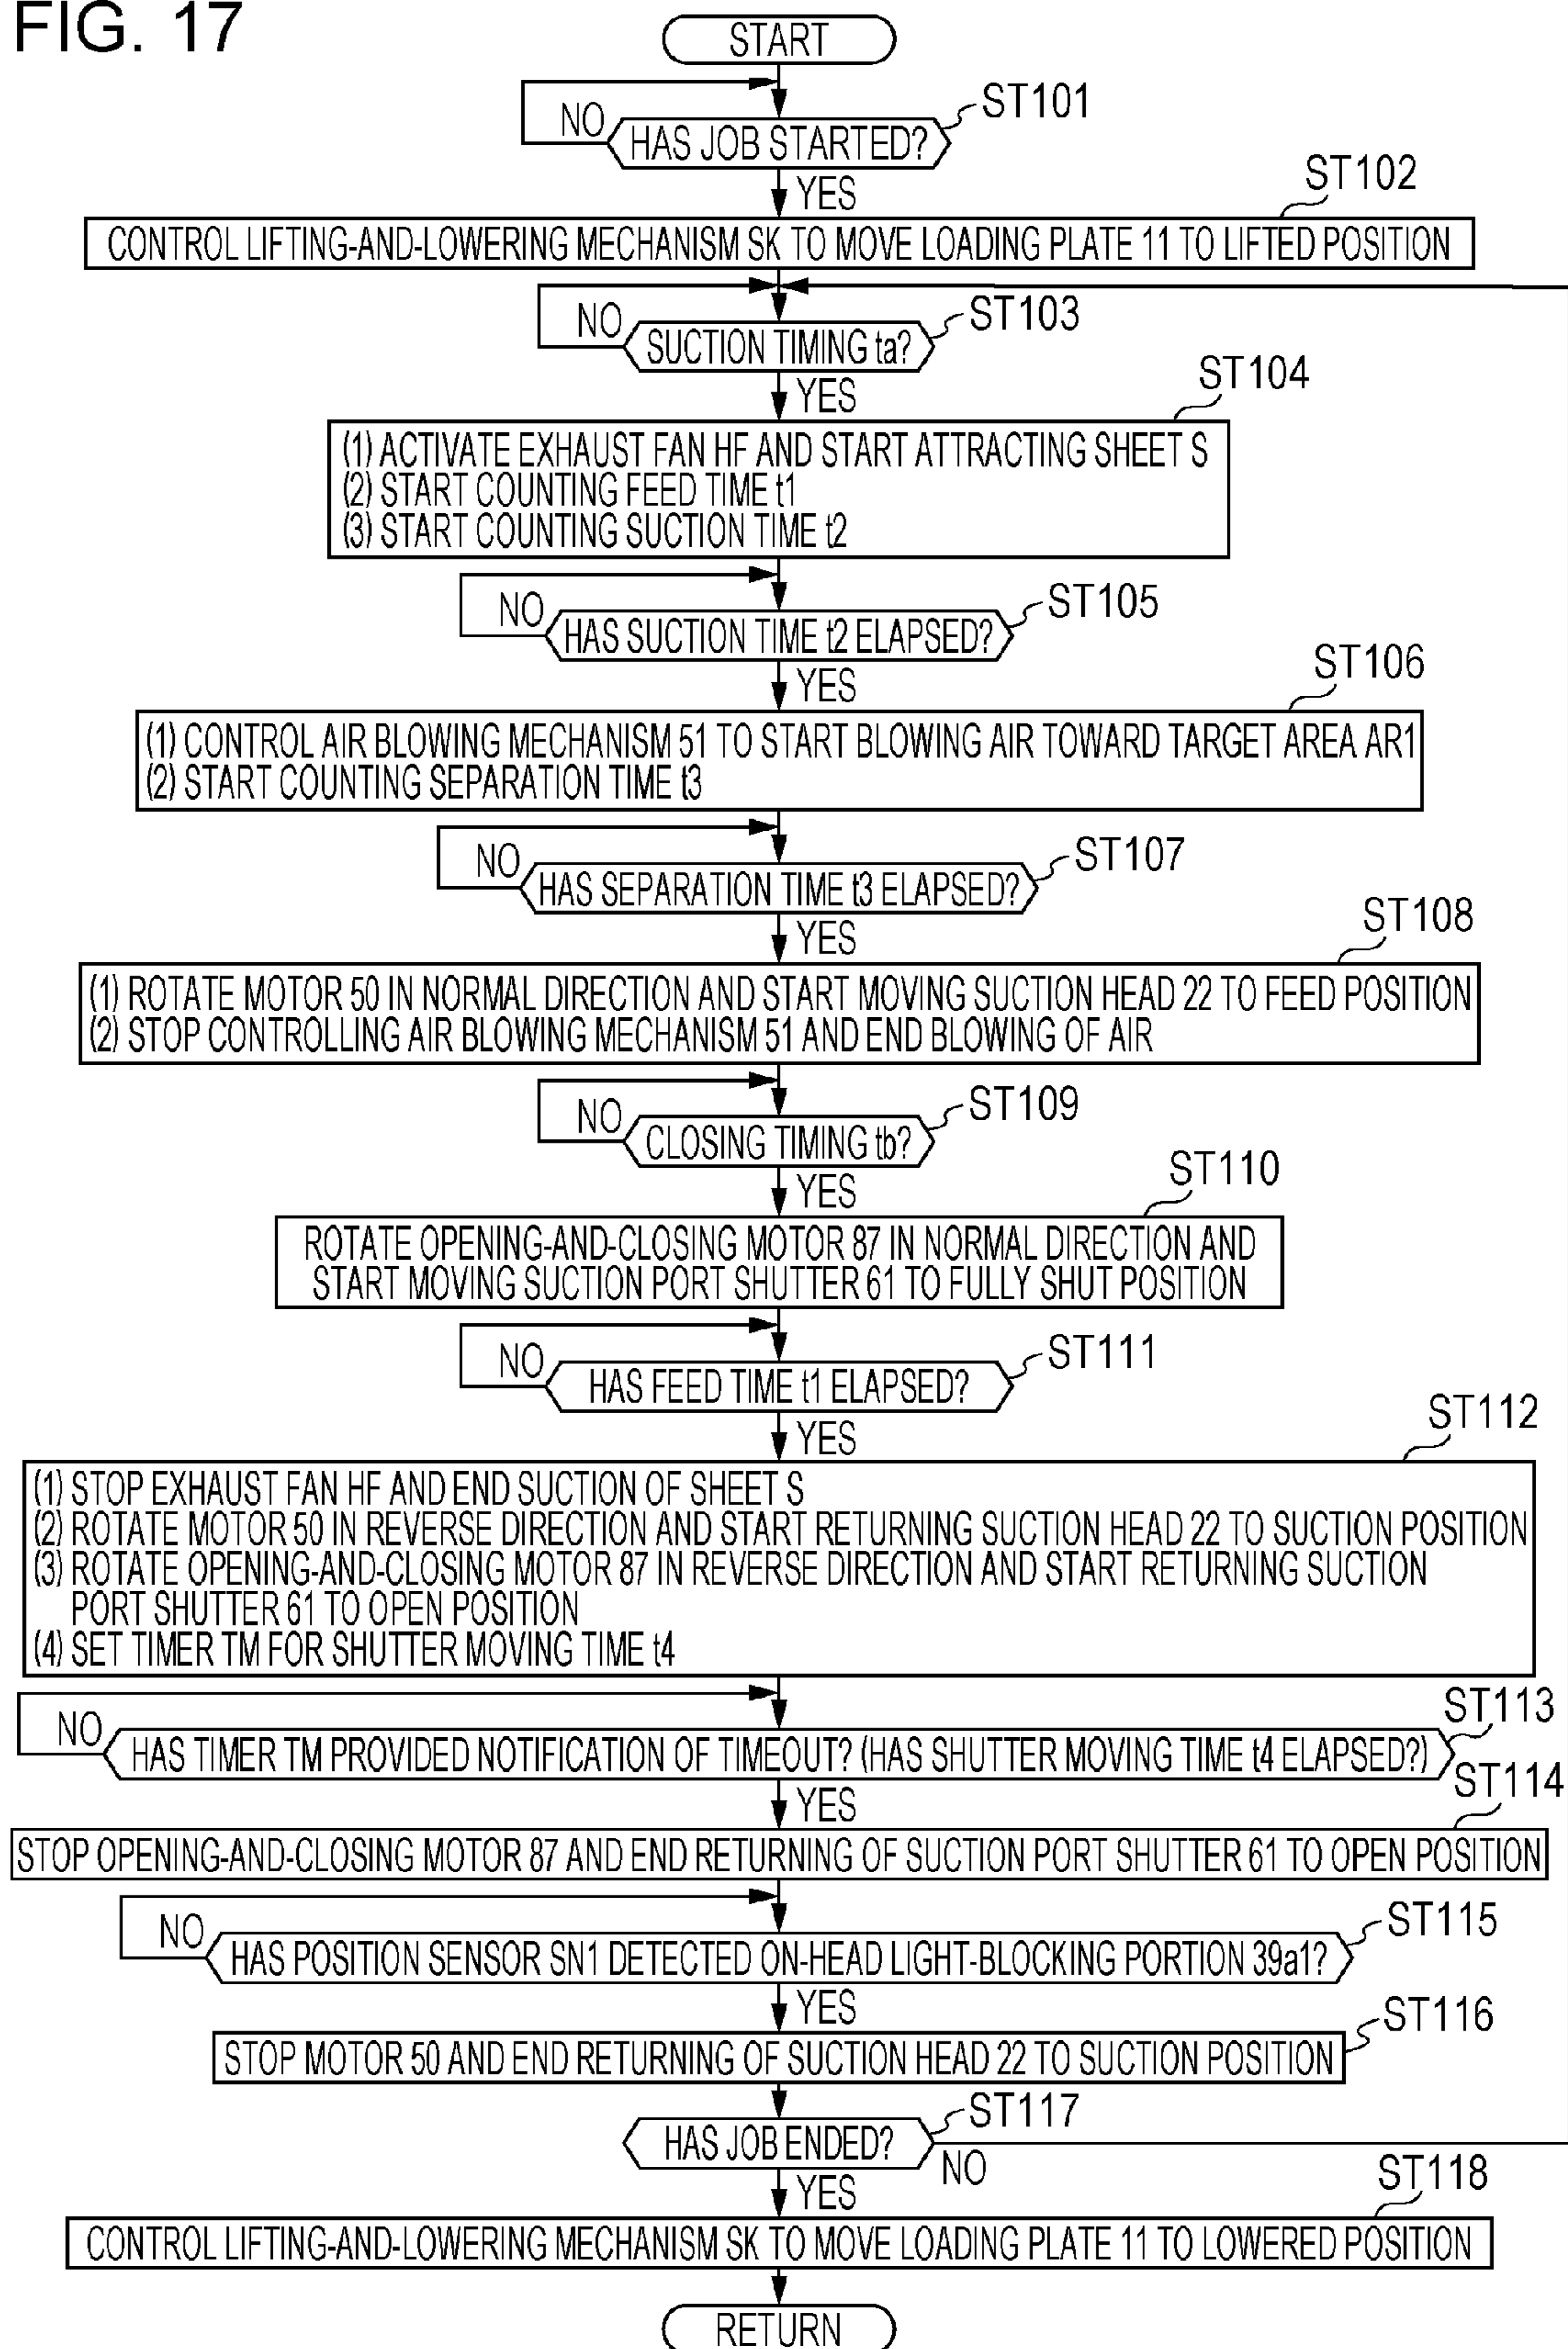 FIG. 17
START
ST101
NO
HAS JOB STARTED?
YES
ST102
CONTROL LIFTING-AND-LOWERING MECHANISM SK TO MOVE LOADING PLATE 11 TO LIFTED POSITION
NO
ST103
SUCTION TIMING ta?
YES
ST104
(1) ACTIVATE EXHAUST FAN HF AND START ATTRACTING SHEET S
(2) START COUNTING FEED TIME t1
(3) START COUNTING SUCTION TIME t2
NO
ST105
HAS SUCTION TIME t2 ELAPSED?
YES
ST106
(1) CONTROL AIR BLOWING MECHANISM 51 TO START BLOWING AIR TOWARD TARGET AREA AR1
(2) START COUNTING SEPARATION TIME t3
NO
ST107
HAS SEPARATION TIME t3 ELAPSED?
YES
ST108
(1) ROTATE MOTOR 50 IN NORMAL DIRECTION AND START MOVING SUCTION HEAD 22 TO FEED POSITION
(2) STOP CONTROLLING AIR BLOWING MECHANISM 51 AND END BLOWING OF AIR
NO
ST109
CLOSING TIMING tb?
YES
ST110
ROTATE OPENING-AND-CLOSING MOTOR 87 IN NORMAL DIRECTION AND
START MOVING SUCTION PORT SHUTTER 61 TO FULLY SHUT POSITION
NO
ST111
HAS FEED TIME t1 ELAPSED?
YES
ST112
(1) STOP EXHAUST FAN HF AND END SUCTION OF SHEET S
(2) ROTATE MOTOR 50 IN REVERSE DIRECTION AND START RETURNING SUCTION HEAD 22 TO SUCTION POSITION
(3) ROTATE OPENING-AND-CLOSING MOTOR 87 IN REVERSE DIRECTION AND START RETURNING SUCTION
PORT SHUTTER 61 TO OPEN POSITION
(4) SET TIMER TM FOR SHUTTER MOVING TIME t4
NO
ST113
HAS TIMER TM PROVIDED NOTIFICATION OF TIMEOUT? (HAS SHUTTER MOVING TIME t4 ELAPSED?)
YES
ST114
STOP OPENING-AND-CLOSING MOTOR 87 AND END RETURNING OF SUCTION PORT SHUTTER 61 TO OPEN POSITION
NO
ST115
HAS POSITION SENSOR SN1 DETECTED ON-HEAD LIGHT-BLOCKING PORTION 39a1?
YES
ST116
STOP MOTOR 50 AND END RETURNING OF SUCTION HEAD 22 TO SUCTION POSITION
ST117
HAS JOB ENDED?
NO
YES
ST118
CONTROL LIFTING-AND-LOWERING MECHANISM SK TO MOVE LOADING PLATE 11 TO LOWERED POSITION
RETURN